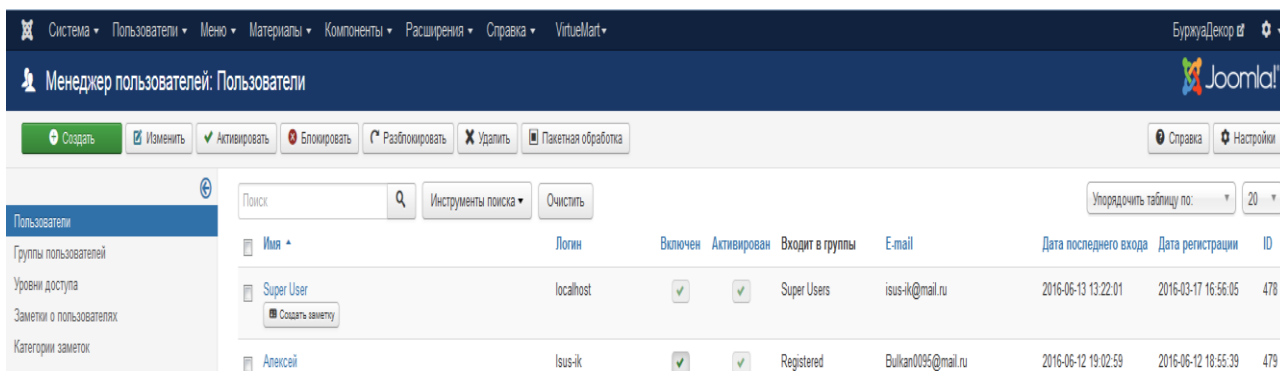 Система Пользователи Меню Материалы Компоненты Расширения Справка VirtueMart БуржуаДекор
Менеджер пользователей: Пользователи Joomla!
Создать Изменить Активировать Блокировать Разблокировать Удалить Пакетная обработка Справка Настройки
Поиск Инструменты поиска Очистить Упорядочить таблицу по: 20
Пользователи
Группы пользователей
Уровни доступа
Заметки о пользователях
Категории заметок
Имя Логин Включен Активирован Входит в группы E-mail Дата последнего входа Дата регистрации ID
Super User localhost Super Users isus-ik@mail.ru 2016-06-13 13:22:01 2016-03-17 16:56:05 478
Создать заметку
Алексей Isus-ik Registered Bulkan0095@mail.ru 2016-06-12 19:02:59 2016-06-12 18:55:39 479